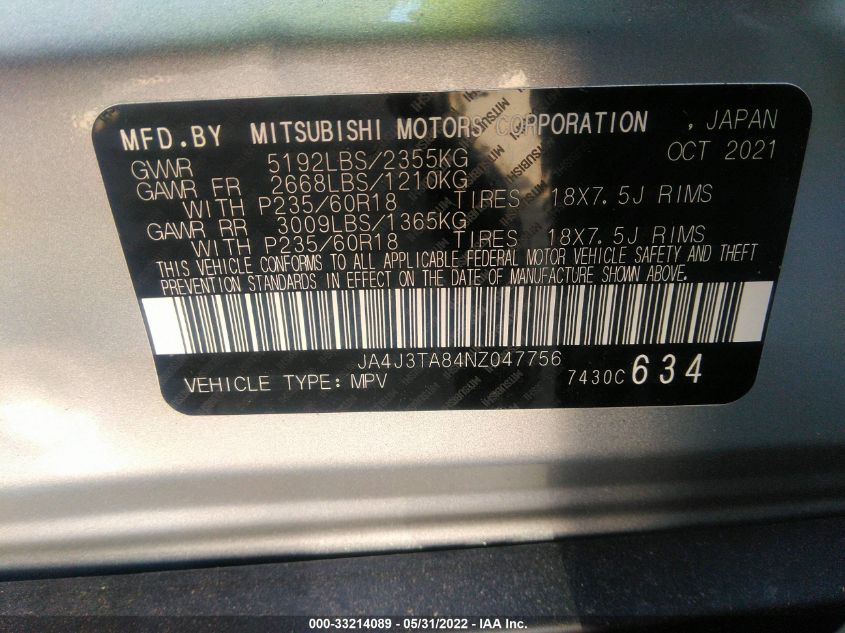 MFD.BY MITSUBISHI MOTORS CORPORATION , JAPAN
GVWR 5192LBS/2355KG OCT 2021
GAWR FR 2668LBS/1210KG
WITH P235/60R18 TIRES 18X7.5J RIMS
GAWR RR 3009LBS/1365KG
WITH P235/60R18 TIRES 18X7.5J RIMS
THIS VEHICLE CONFORMS TO ALL APPLICABLE FEDERAL MOTOR VEHICLE SAFETY AND THEFT
PREVENTION STANDARDS IN EFFECT ON THE DATE OF MANUFACTURE SHOWN ABOVE.
JA4J3TA84NZ047756
VEHICLE TYPE: MPV 7430C 634
000-33214089 - 05/31/2022 - IAA Inc.